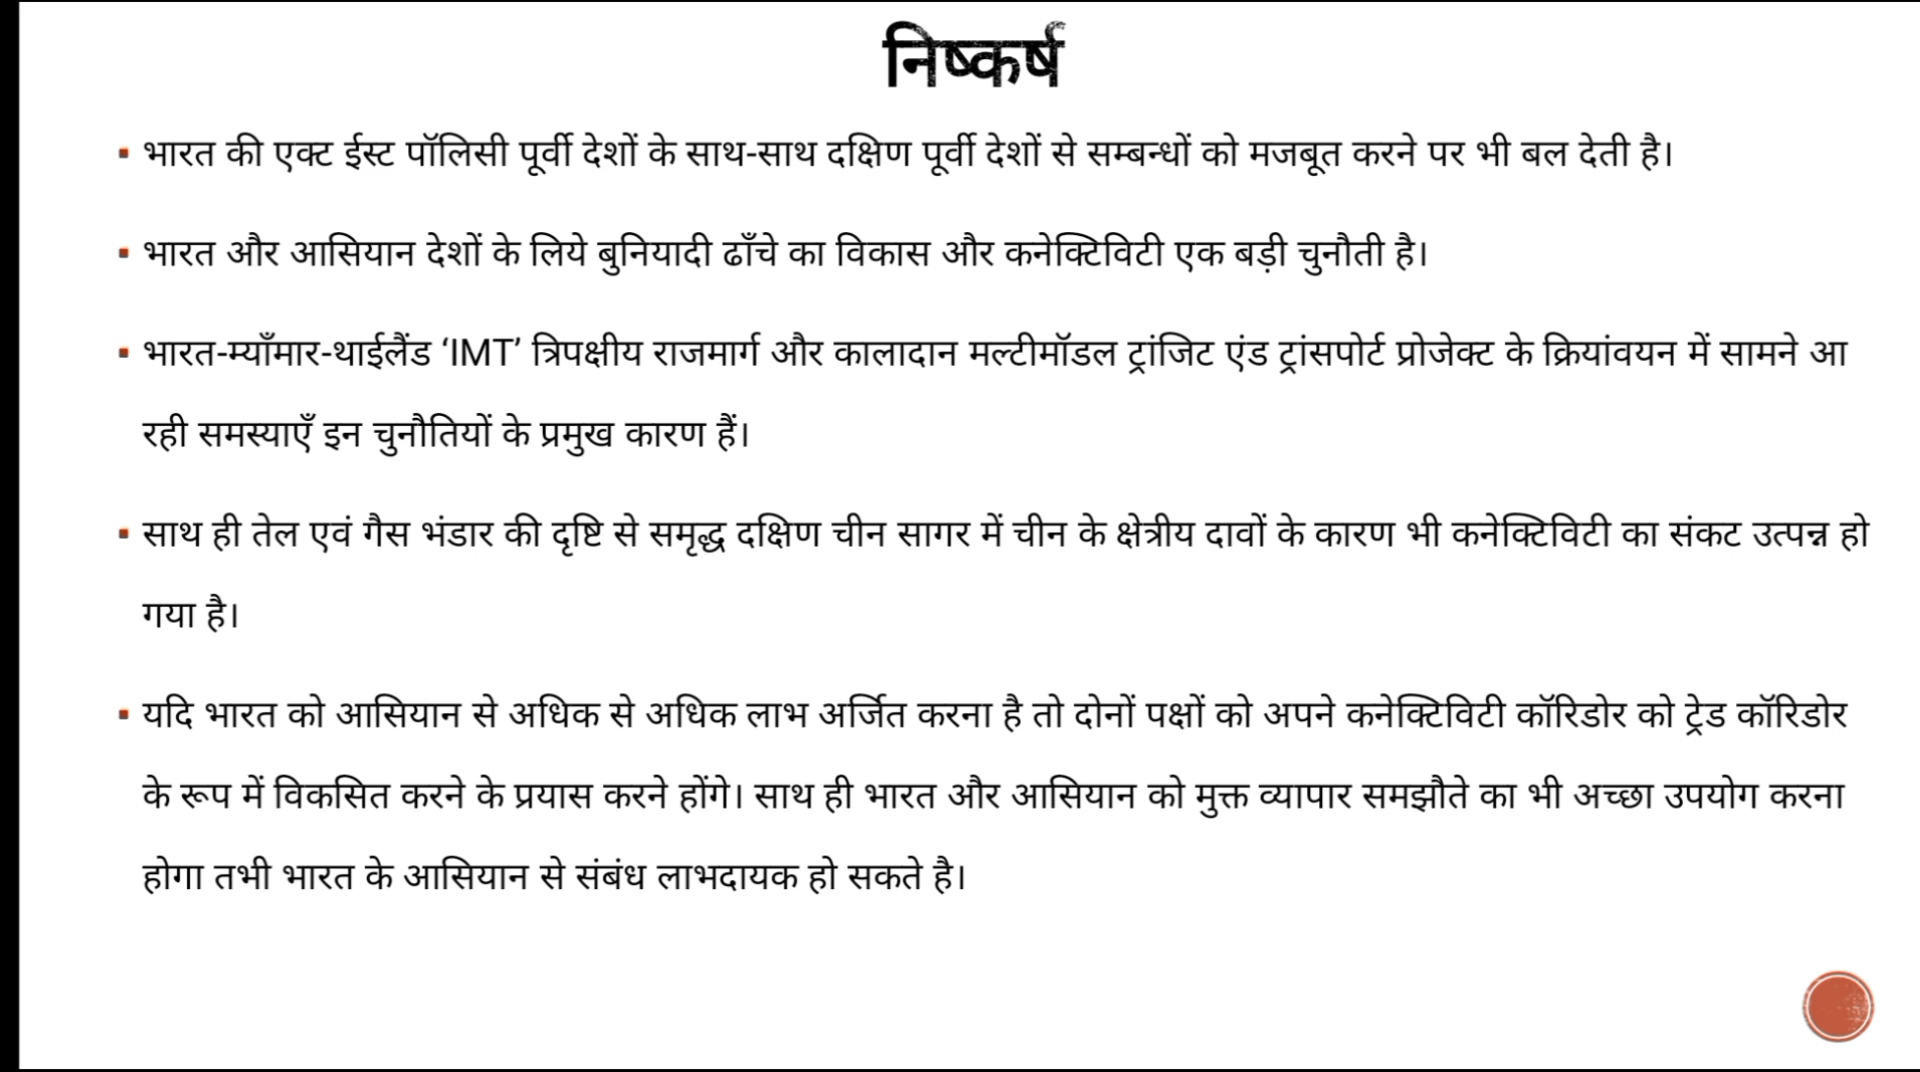 निष्कर्ष
▪ भारत की एक्ट ईस्ट पॉलिसी पूर्वी देशों के साथ-साथ दक्षिण पूर्वी देशों से सम्बन्धों को मजबूत करने पर भी बल देती है।
▪ भारत और आसियान देशों के लिये बुनियादी ढाँचे का विकास और कनेक्टिविटी एक बड़ी चुनौती है।
▪ भारत-म्याँमार-थाईलैंड ‘IMT’ त्रिपक्षीय राजमार्ग और कालादान मल्टीमॉडल ट्रांजिट एंड ट्रांसपोर्ट प्रोजेक्ट के क्रियांवयन में सामने आ
रही समस्याएँ इन चुनौतियों के प्रमुख कारण हैं।
▪ साथ ही तेल एवं गैस भंडार की दृष्टि से समृद्ध दक्षिण चीन सागर में चीन के क्षेत्रीय दावों के कारण भी कनेक्टिविटी का संकट उत्पन्न हो
गया है।
▪ यदि भारत को आसियान से अधिक से अधिक लाभ अर्जित करना है तो दोनों पक्षों को अपने कनेक्टिविटी कॉरिडोर को ट्रेड कॉरिडोर
के रूप में विकसित करने के प्रयास करने होंगे। साथ ही भारत और आसियान को मुक्त व्यापार समझौते का भी अच्छा उपयोग करना
होगा तभी भारत के आसियान से संबंध लाभदायक हो सकते है।